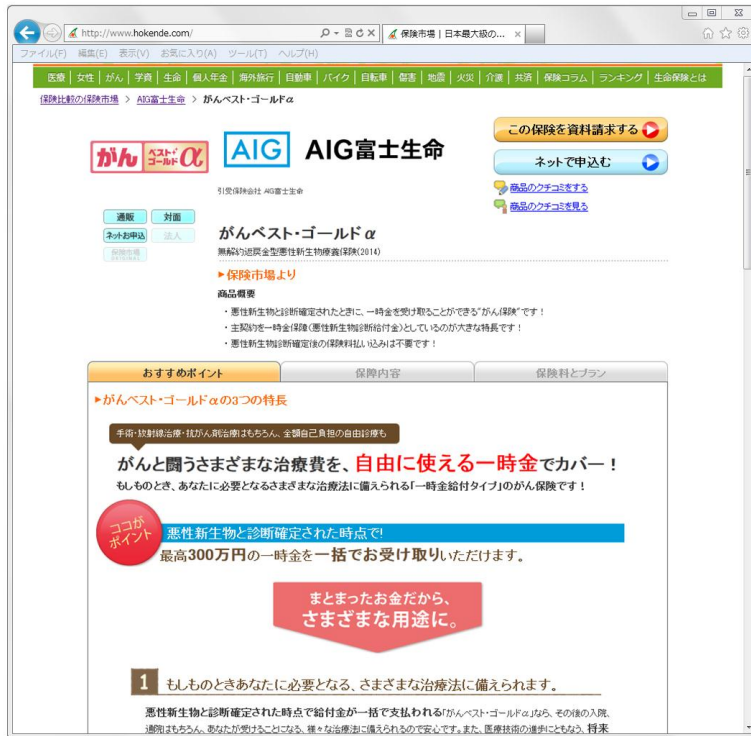 http://www.hokende.com/
保険市場 | 日本最大級の...
ファイル(F) 編集(E) 表示(V) お気に入り(A) ツール(T) ヘルプ(H)
医療 | 女性 | がん | 学資 | 生命 | 個人年金 | 海外旅行 | 自動車 | バイク | 自転車 | 傷害 | 地震 | 火災 | 介護 | 共済 | 保険コラム | ランキング | 生命保険とは
保険比較の保険市場 > AIG富士生命 > がんベスト・ゴールドα
がん ベスト・ゴールド α
AIG AIG富士生命
この保険を資料請求する
ネットで申込む
引受保険会社 AIG富士生命
商品のクチコミをする
商品のクチコミを見る
通販 対面
ネットお申込 法人
保険市場
がんベスト・ゴールドα
無解約返戻金型悪性新生物療養保険(2014)
▶保険市場より
商品概要
・悪性新生物と診断確定されたときに、一時金を受け取ることができる"がん保険"です!
・主契約を一時金保障(悪性新生物診断給付金)としているのが大きな特長です!
・悪性新生物診断確定後の保険料払い込みは不要です!
おすすめポイント 保障内容 保険料とプラン
▶がんベスト・ゴールドαの3つの特長
手術・放射線治療・抗がん剤治療はもちろん、全額自己負担の自由診療も
がんと闘うさまざまな治療費を、自由に使える一時金でカバー!
もしものとき、あなたに必要となるさまざまな治療法に備えられる「一時金給付タイプ」のがん保険です!
ココがポイント
悪性新生物と診断確定された時点で!
最高300万円の一時金を一括でお受け取りいただけます。
まとまったお金だから、
さまざまな用途に。
1 もしものときあなたに必要となる、さまざまな治療法に備えられます。
悪性新生物と診断確定された時点で給付金が一括で支払われる「がんベスト・ゴールドα」なら、その後の入院、
通院はもちろん、あなたが受けることになる、様々な治療法に備えられるので安心です。また、医療技術の進歩にともなう、将来